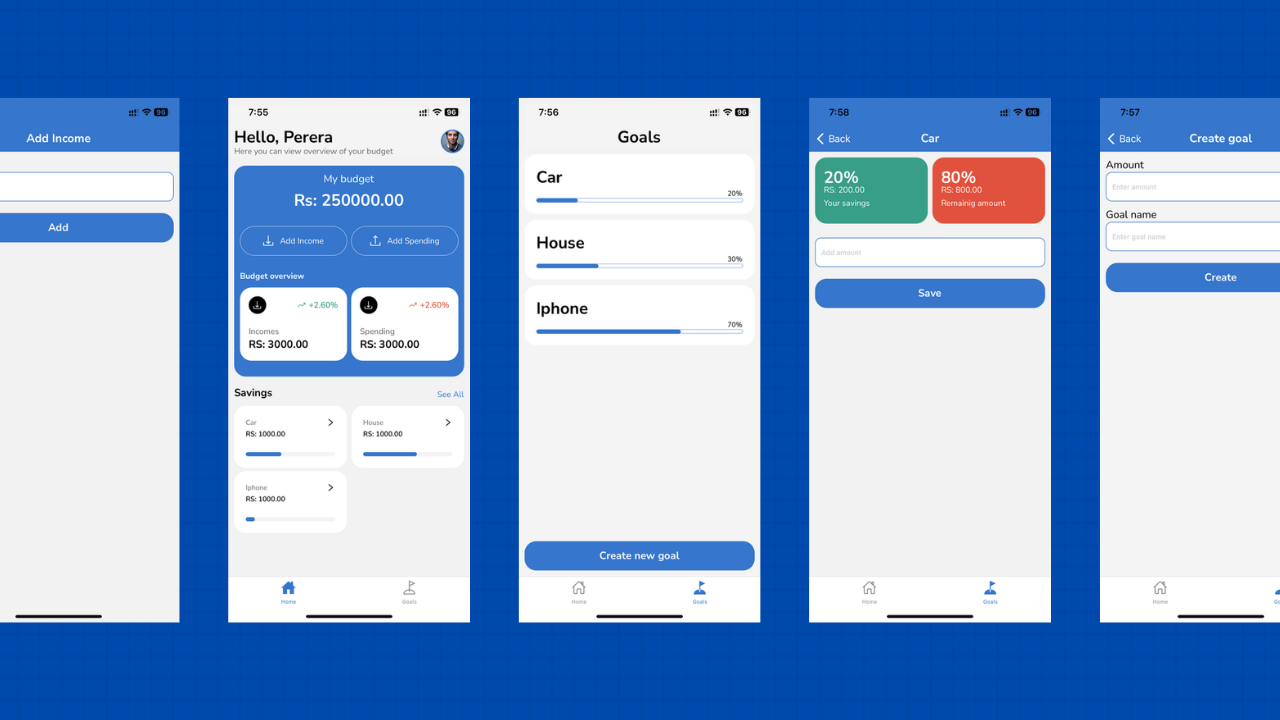 96
Add Income
Add
7:55
96
Hello, Perera
Here you can view overview of your budget
My budget
Rs: 250000.00
Add Income
Add Spending
Budget overview
+2.60%
Incomes
RS: 3000.00
+2.60%
Spending
RS: 3000.00
Savings
See All
Car
RS: 1000.00
House
RS: 1000.00
Iphone
RS: 1000.00
Home
Goals
7:56
96
Goals
Car
20%
House
30%
Iphone
70%
Create new goal
Home
Goals
7:58
96
Back
Car
20%
RS: 200.00
Your savings
80%
RS: 800.00
Remainig amount
Add amount
Save
Home
Goals
7:57
Back
Create goal
Amount
Enter amount
Goal name
Enter goal name
Create
Home
Go